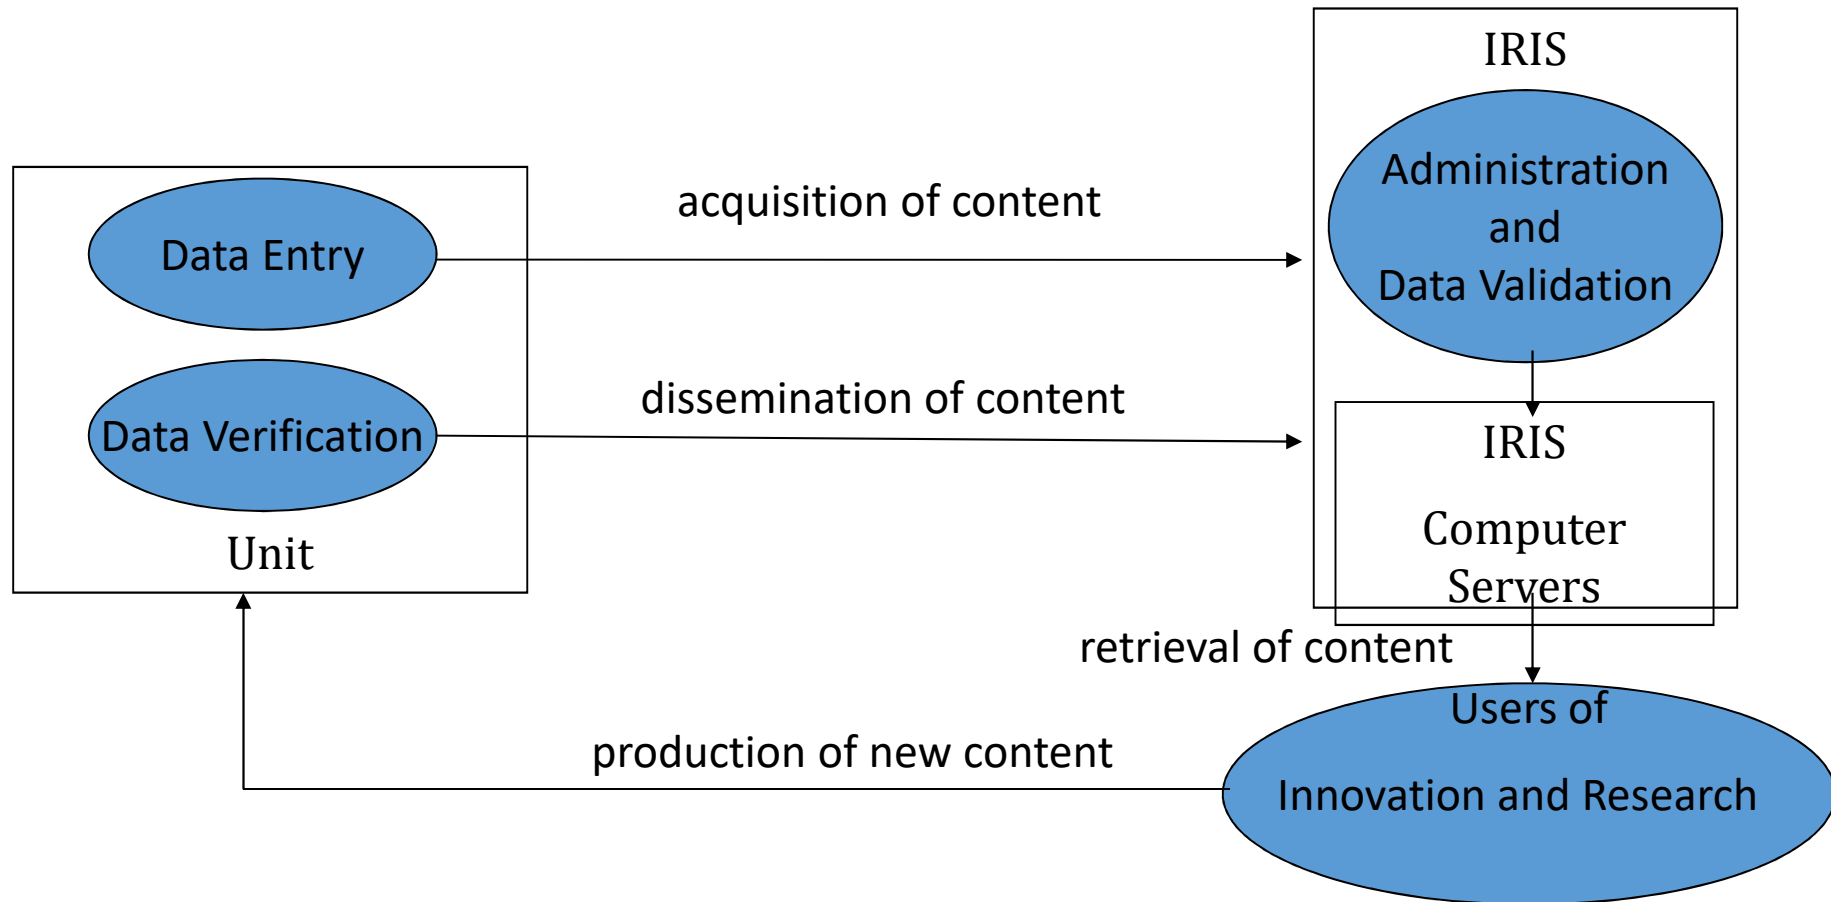 IRIS
Administration
and
Data Validation
acquisition of content
Data Entry
dissemination of content
Data Verification
IRIS
Computer
Servers
Unit
retrieval of content
Users of
production of new content
Innovation and Research